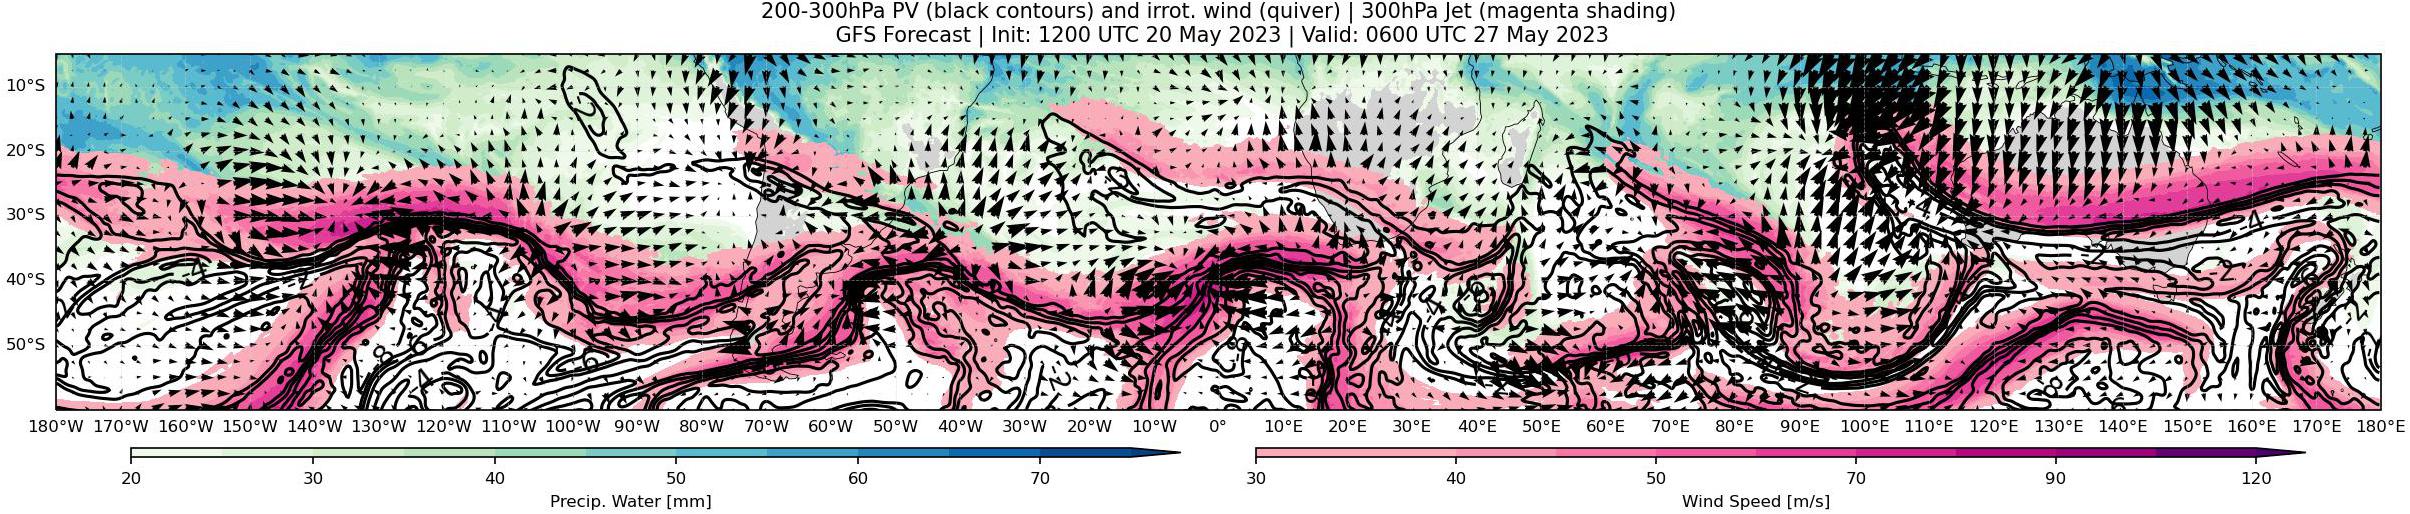 200-300hPa PV (black contours) and irrot. wind (quiver) | 300hPa Jet (magenta shading)
GFS Forecast | Init: 1200 UTC 20 May 2023 | Valid: 0600 UTC 27 May 2023
10°S
20°S
30°S
40°S
50°S
180°W 170°W 160°W 150°W 140°W 130°W 120°W 110°W 100°W 90°W 80°W 70°W 60°W 50°W 40°W 30°W 20°W 10°W 0° 10°E 20°E 30°E 40°E 50°E 60°E 70°E 80°E 90°E 100°E 110°E 120°E 130°E 140°E 150°E 160°E 170°E 180°E
20 30 40 50 60 70
Precip. Water [mm]
30 40 50 70 90 120
Wind Speed [m/s]